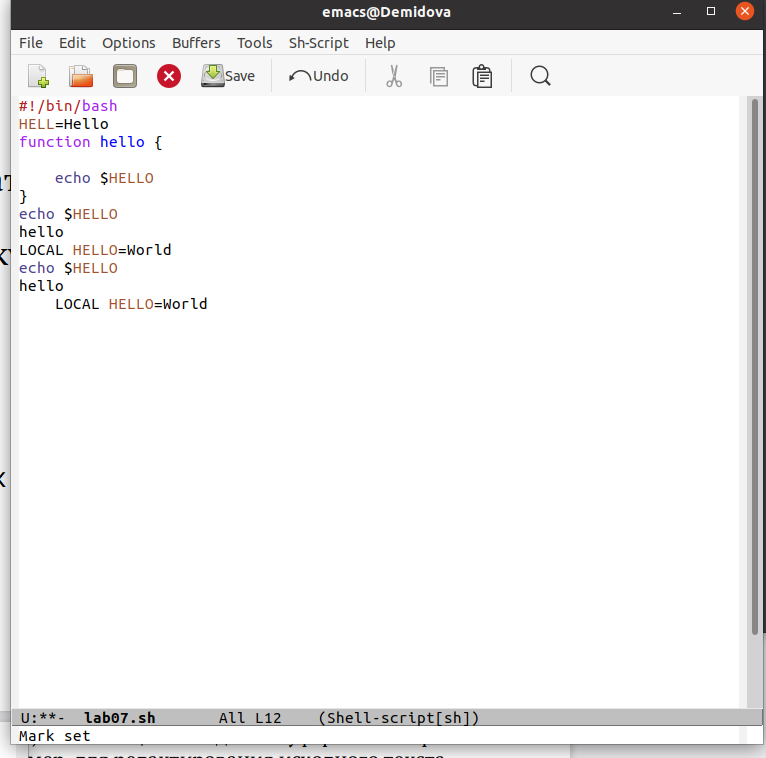 emacs@Demidova
File Edit Options Buffers Tools Sh-Script Help
Save Undo
#!/bin/bash
HELL=Hello
function hello {
    echo $HELLO
}
echo $HELLO
hello
LOCAL HELLO=World
echo $HELLO
hello
    LOCAL HELLO=World
U:**-  lab07.sh       All L12    (Shell-script[sh])
Mark set